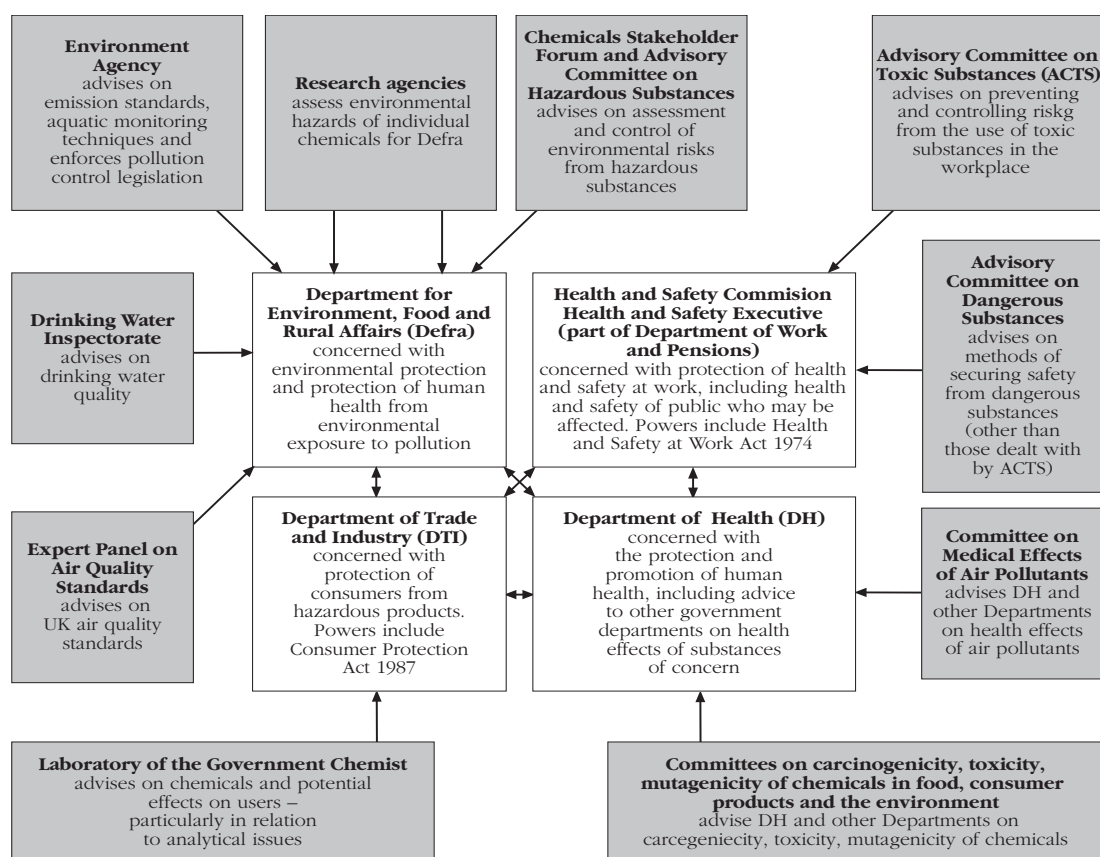 Environment
Agency
advises on
emission standards,
aquatic monitoring
techniques and
enforces pollution
control legislation
Research agencies
assess environmental
hazards of individual
chemicals for Defra
Chemicals Stakeholder
Forum and Advisory
Committee on
Hazardous Substances
advises on assessment
and control of
environmental risks
from hazardous
substances
Advisory Committee on
Toxic Substances (ACTS)
advises on preventing
and controlling riskg
from the use of toxic
substances in the
workplace
Drinking Water
Inspectorate
advises on
drinking water
quality
Department for
Environment, Food and
Rural Affairs (Defra)
concerned with
environmental protection
and protection of human
health from
environmental
exposure to pollution
Health and Safety Commision
Health and Safety Executive
(part of Department of Work
and Pensions)
concerned with protection of health
and safety at work, including health
and safety of public who may be
affected. Powers include Health
and Safety at Work Act 1974
Advisory
Committee on
Dangerous
Substances
advises on
methods of
securing safety
from dangerous
substances
(other than
those dealt with
by ACTS)
Expert Panel on
Air Quality
Standards
advises on
UK air quality
standards
Department of Trade
and Industry (DTI)
concerned with
protection of
consumers from
hazardous products.
Powers include
Consumer Protection
Act 1987
Department of Health (DH)
concerned with
the protection and
promotion of human
health, including advice
to other government
departments on health
effects of substances
of concern
Committee on
Medical Effects
of Air Pollutants
advises DH and
other Departments
on health effects
of air pollutants
Laboratory of the Government Chemist
advises on chemicals and potential
effects on users –
particularly in relation
to analytical issues
Committees on carcinogenicity, toxicity,
mutagenicity of chemicals in food, consumer
products and the environment
advise DH and other Departments on
carcegeniecity, toxicity, mutagenicity of chemicals